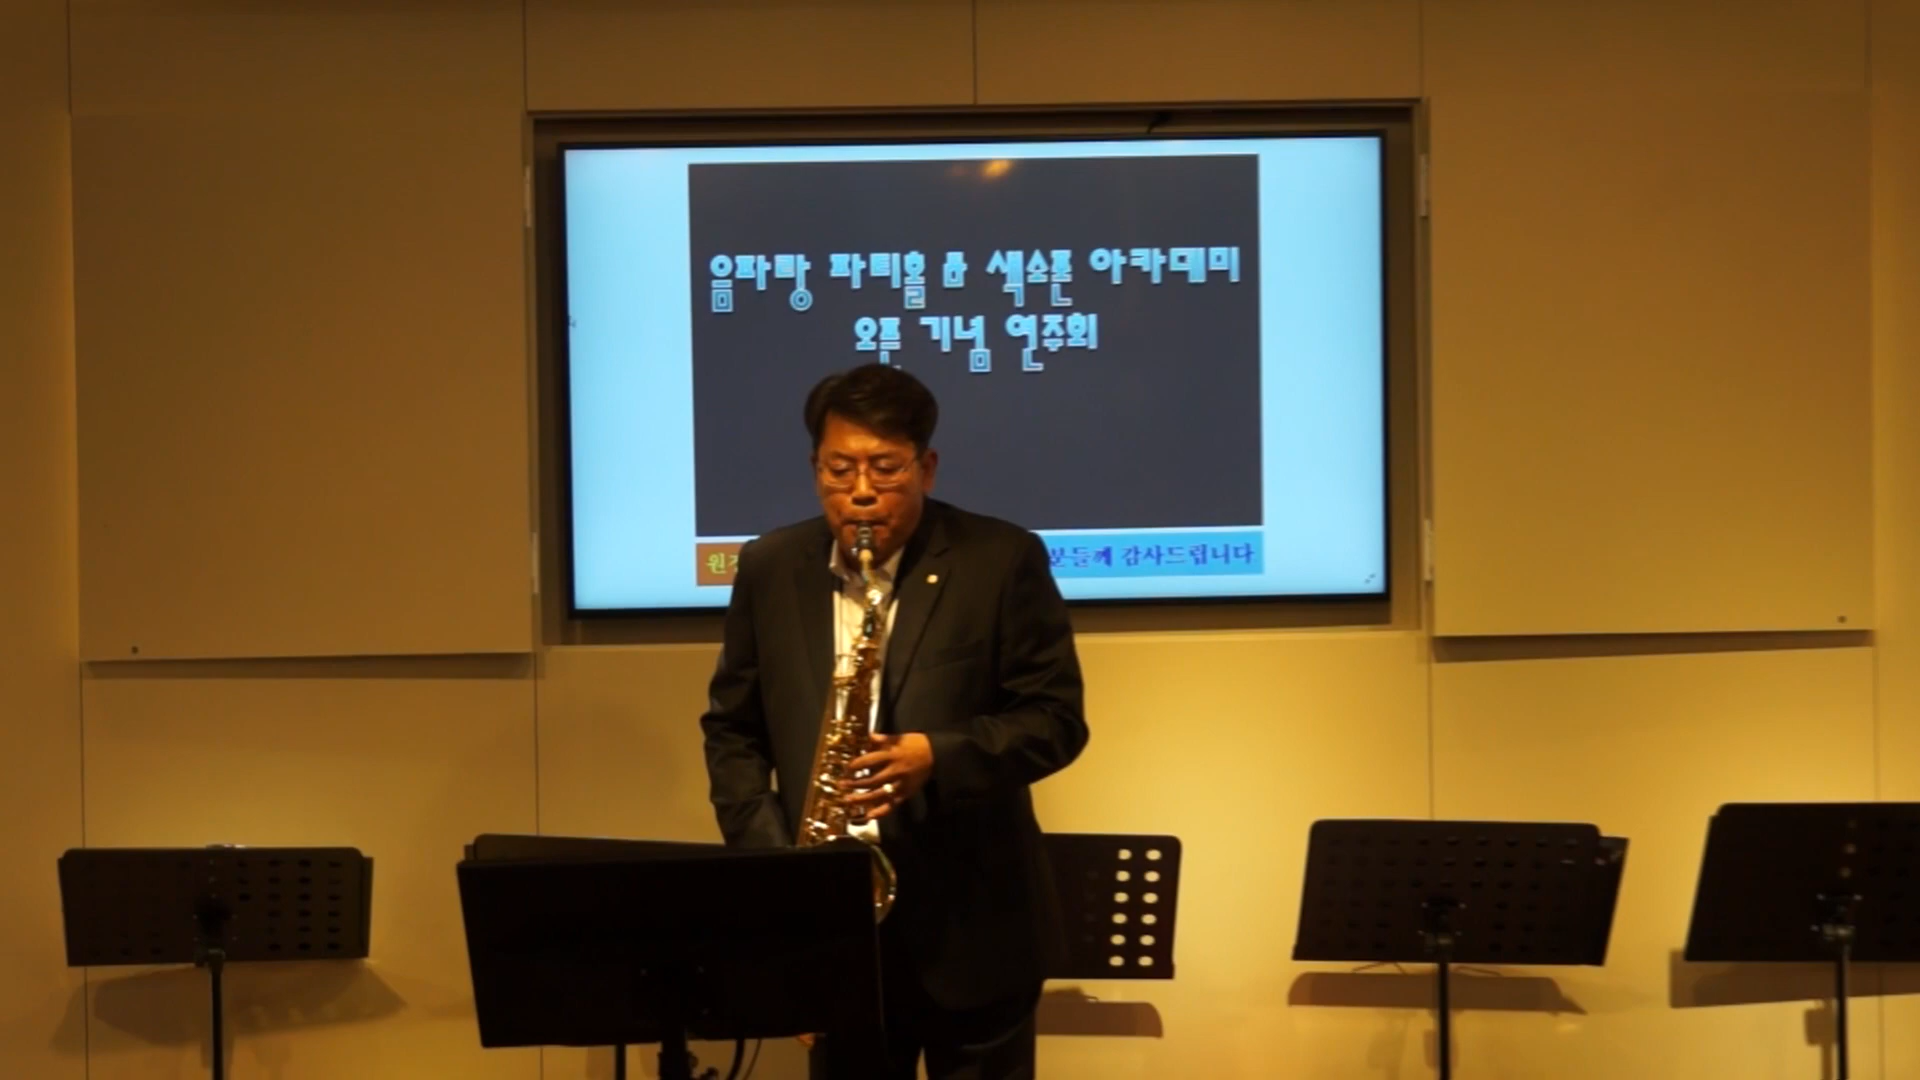 음파랑 파티홀 & 색소폰 아카데미
오픈 기념 연주회
분들께 감사드립니다